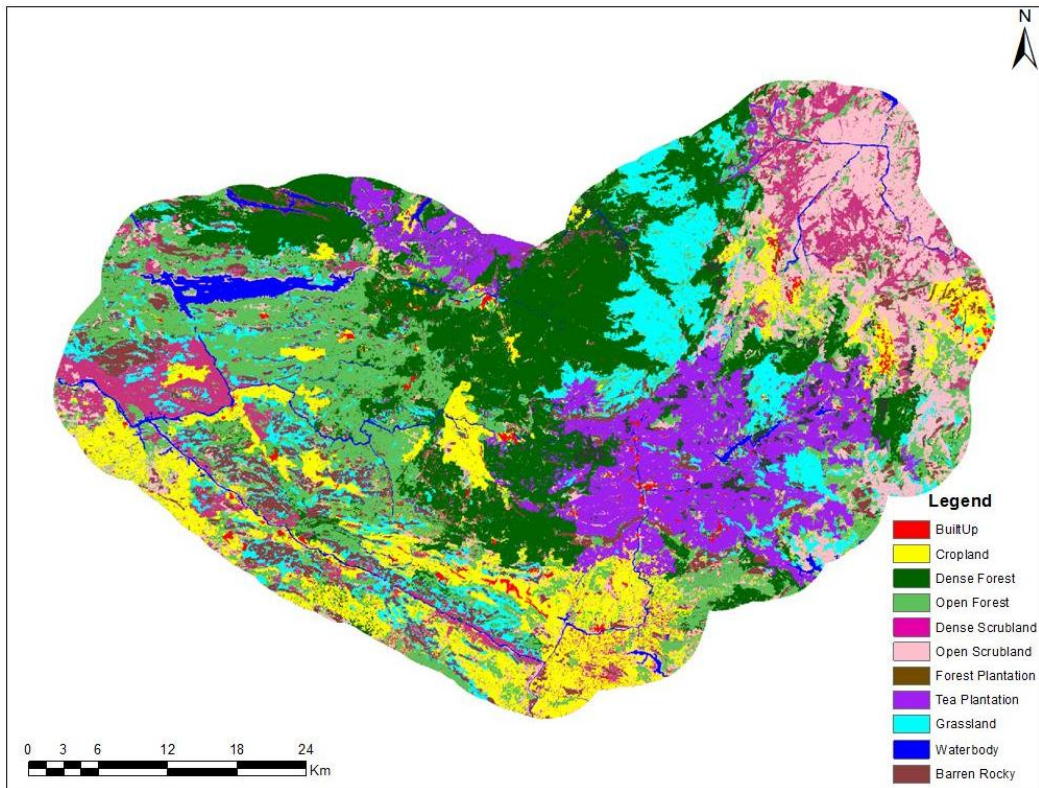 N
Legend
BuiltUp
Cropland
Dense Forest
Open Forest
Dense Scrubland
Open Scrubland
Forest Plantation
Tea Plantation
Grassland
Waterbody
Barren Rocky
0 3 6 12 18 24
Km